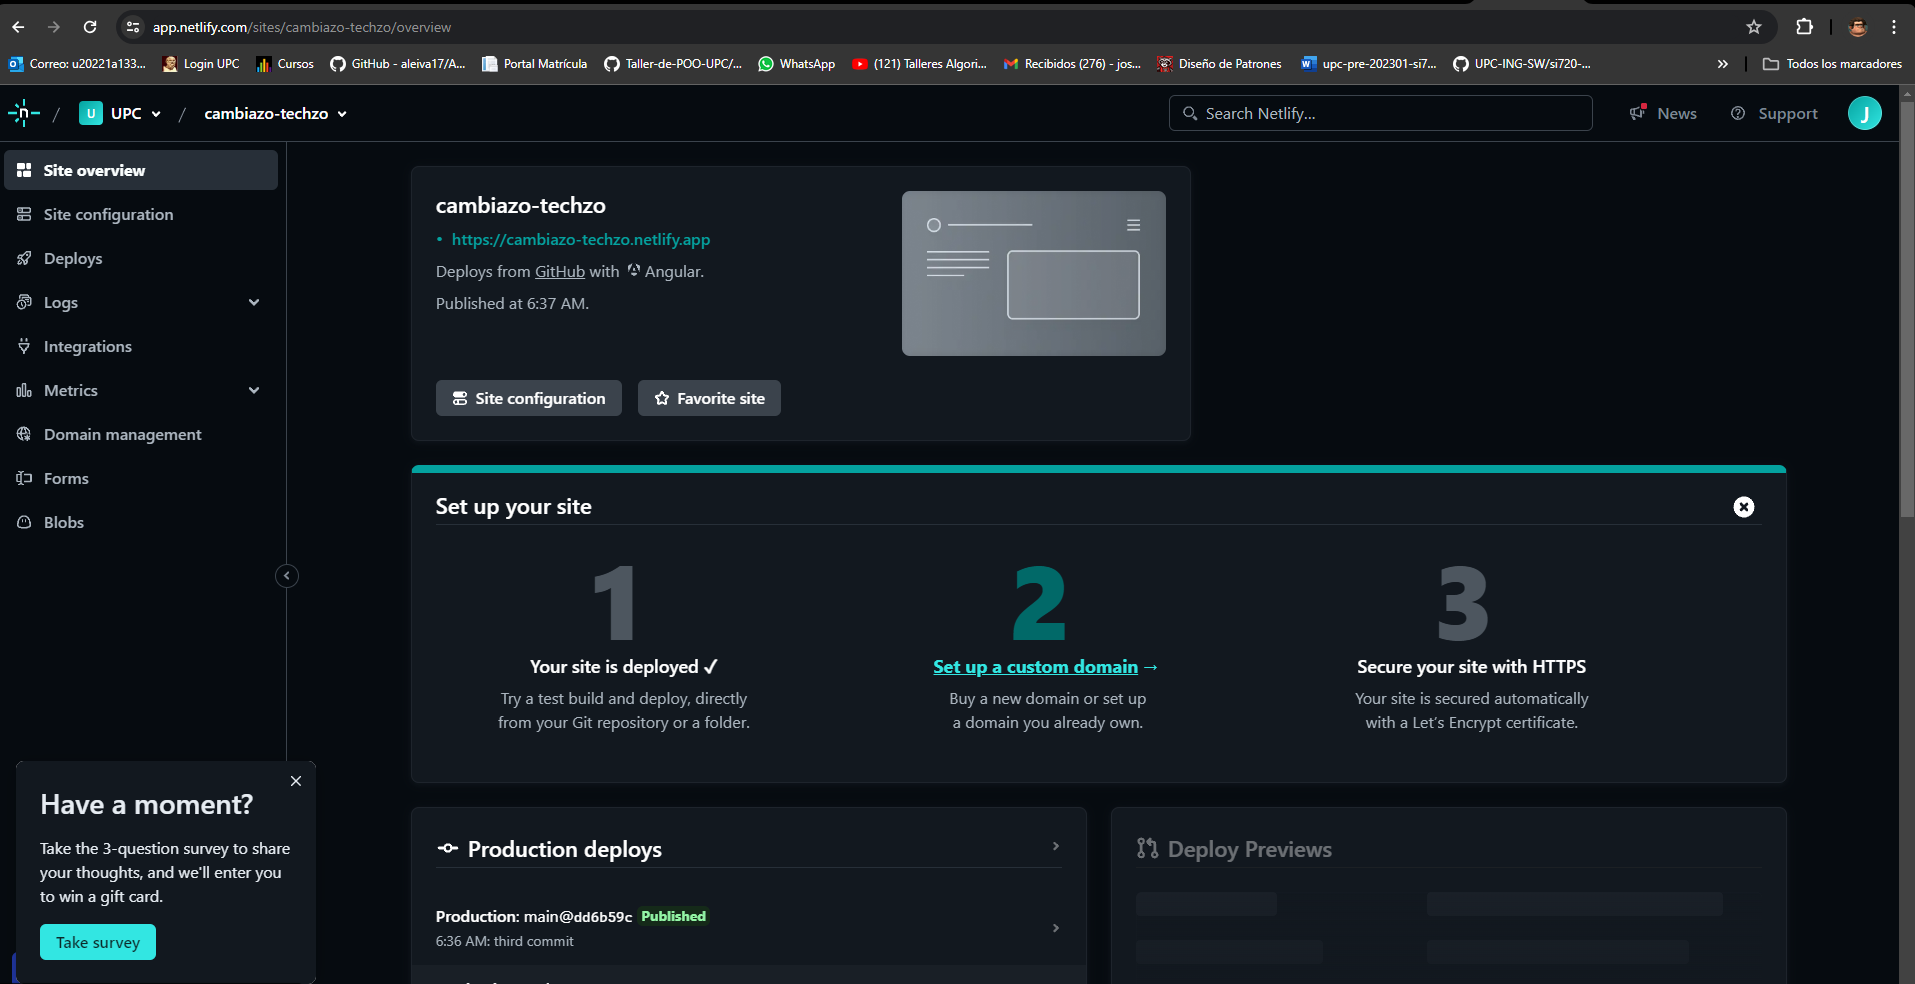 app.netlify.com/sites/cambiazo-techzo/overview
Correo: u20221a133...
Login UPC
Cursos
GitHub - aleiva17/A...
Portal Matrícula
Taller-de-POO-UPC/...
WhatsApp
(121) Talleres Algori...
Recibidos (276) - jos...
Diseño de Patrones
upc-pre-202301-si7...
UPC-ING-SW/si720-...
»
Todos los marcadores
/ U UPC / cambiazo-techzo
Search Netlify...
News
Support
J
Site overview
Site configuration
Deploys
Logs
Integrations
Metrics
Domain management
Forms
Blobs
cambiazo-techzo
• https://cambiazo-techzo.netlify.app
Deploys from GitHub with Angular.
Published at 6:37 AM.
Site configuration
Favorite site
Set up your site
1
Your site is deployed ✓
Try a test build and deploy, directly
from your Git repository or a folder.
2
Set up a custom domain →
Buy a new domain or set up
a domain you already own.
3
Secure your site with HTTPS
Your site is secured automatically
with a Let’s Encrypt certificate.
Have a moment?
Take the 3-question survey to share
your thoughts, and we'll enter you
to win a gift card.
Take survey
Production deploys
Production: main@dd6b59c Published
6:36 AM: third commit
Deploy Previews